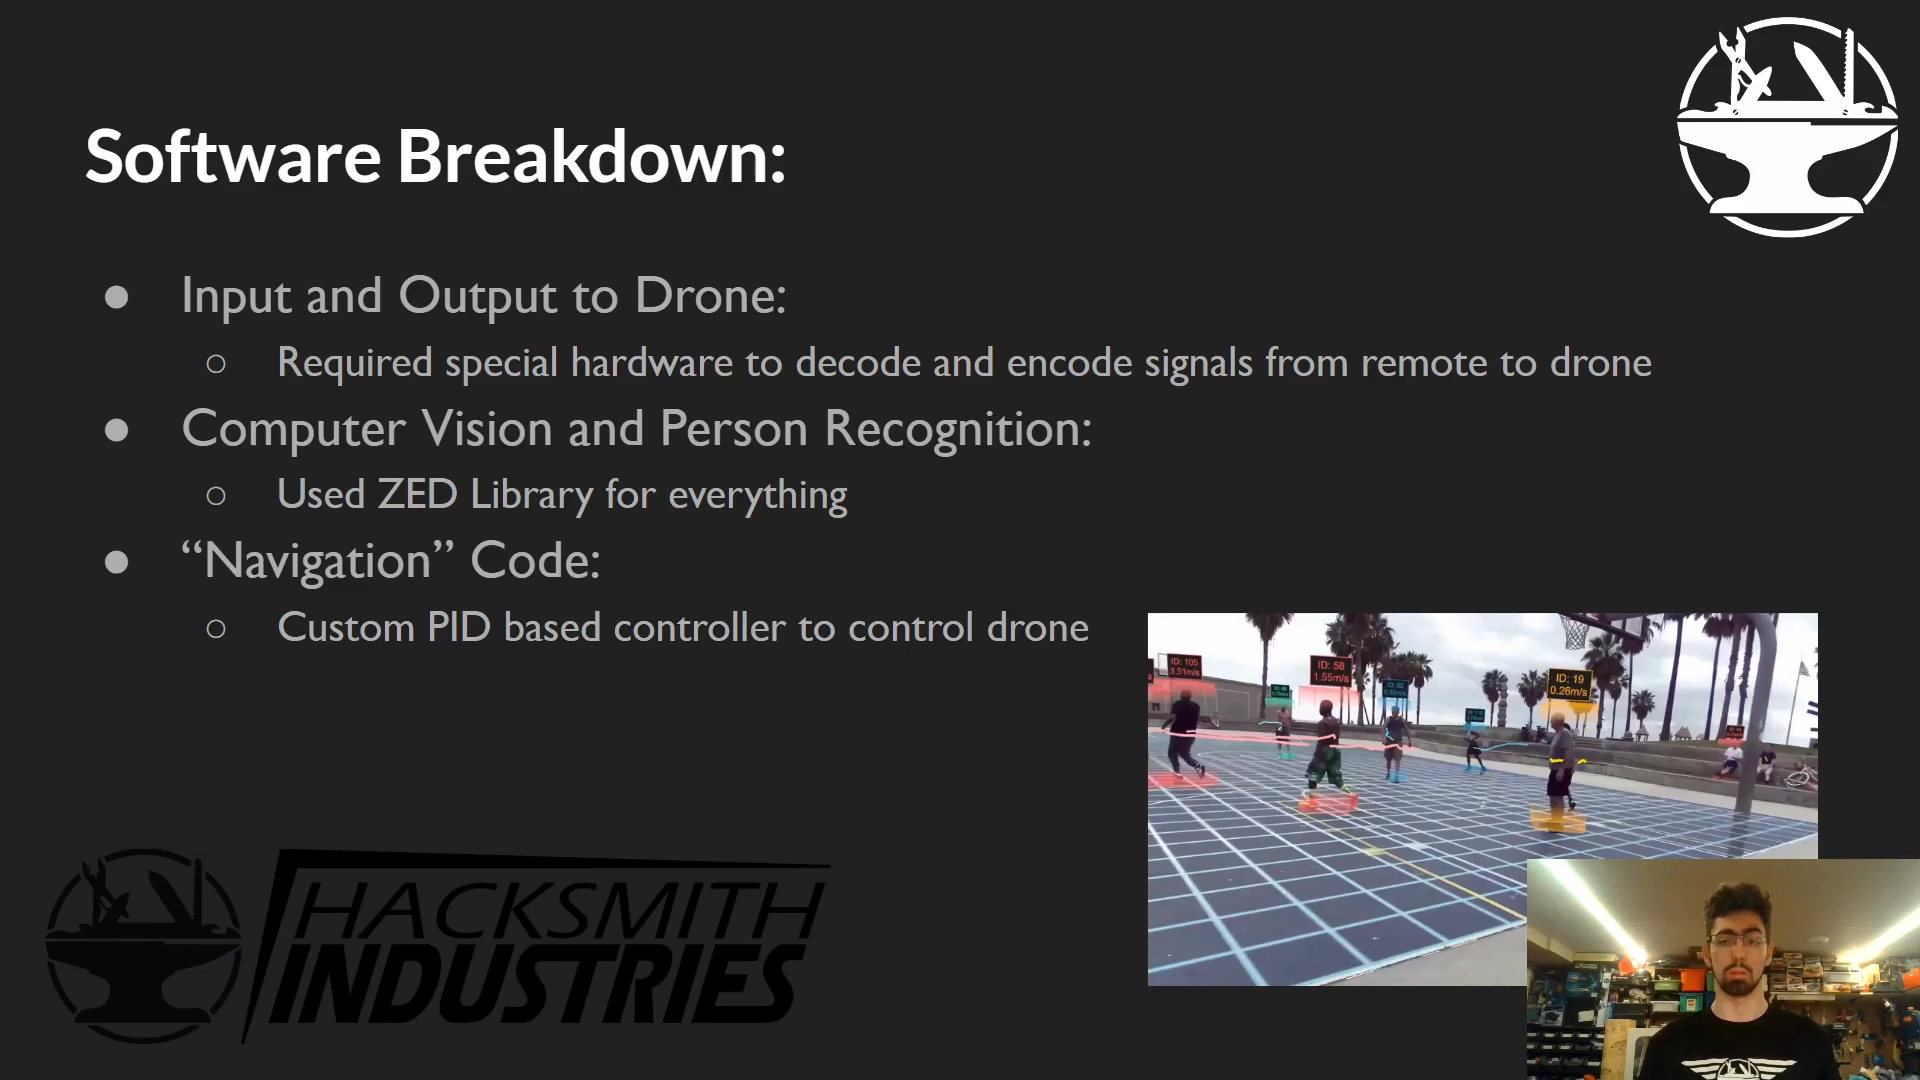 Software Breakdown:
● Input and Output to Drone:
○ Required special hardware to decode and encode signals from remote to drone
● Computer Vision and Person Recognition:
○ Used ZED Library for everything
● “Navigation” Code:
○ Custom PID based controller to control drone
ID: 105
3.51m/s
ID: 58
1.55m/s
ID: 19
0.26m/s
HACKSMITH
INDUSTRIES